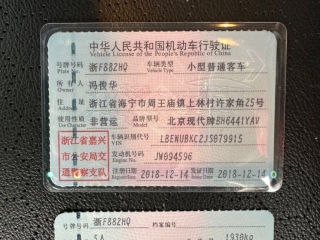 中华人民共和国机动车行驶证
Vehicle License of the People's Republic of China
号牌号码 浙F882HQ 车辆类型 小型普通客车
Plate No. Vehicle Type
所有人 冯俊华
Owner
住址 浙江省海宁市周王庙镇上林村许家角25号
Address
使用性质 非营运 品牌型号 北京现代牌BH6441YAV
Use Character Model
浙江省嘉兴市公安局交通警察支队
车辆识别代号 LBENUBKC2JS079915
VIN
发动机号码 JW094596
Engine No.
注册日期 2018-12-14 发证日期 2018-12-14
Register Date Issue Date
浙F882HQ 档案编号
5人 1930kg